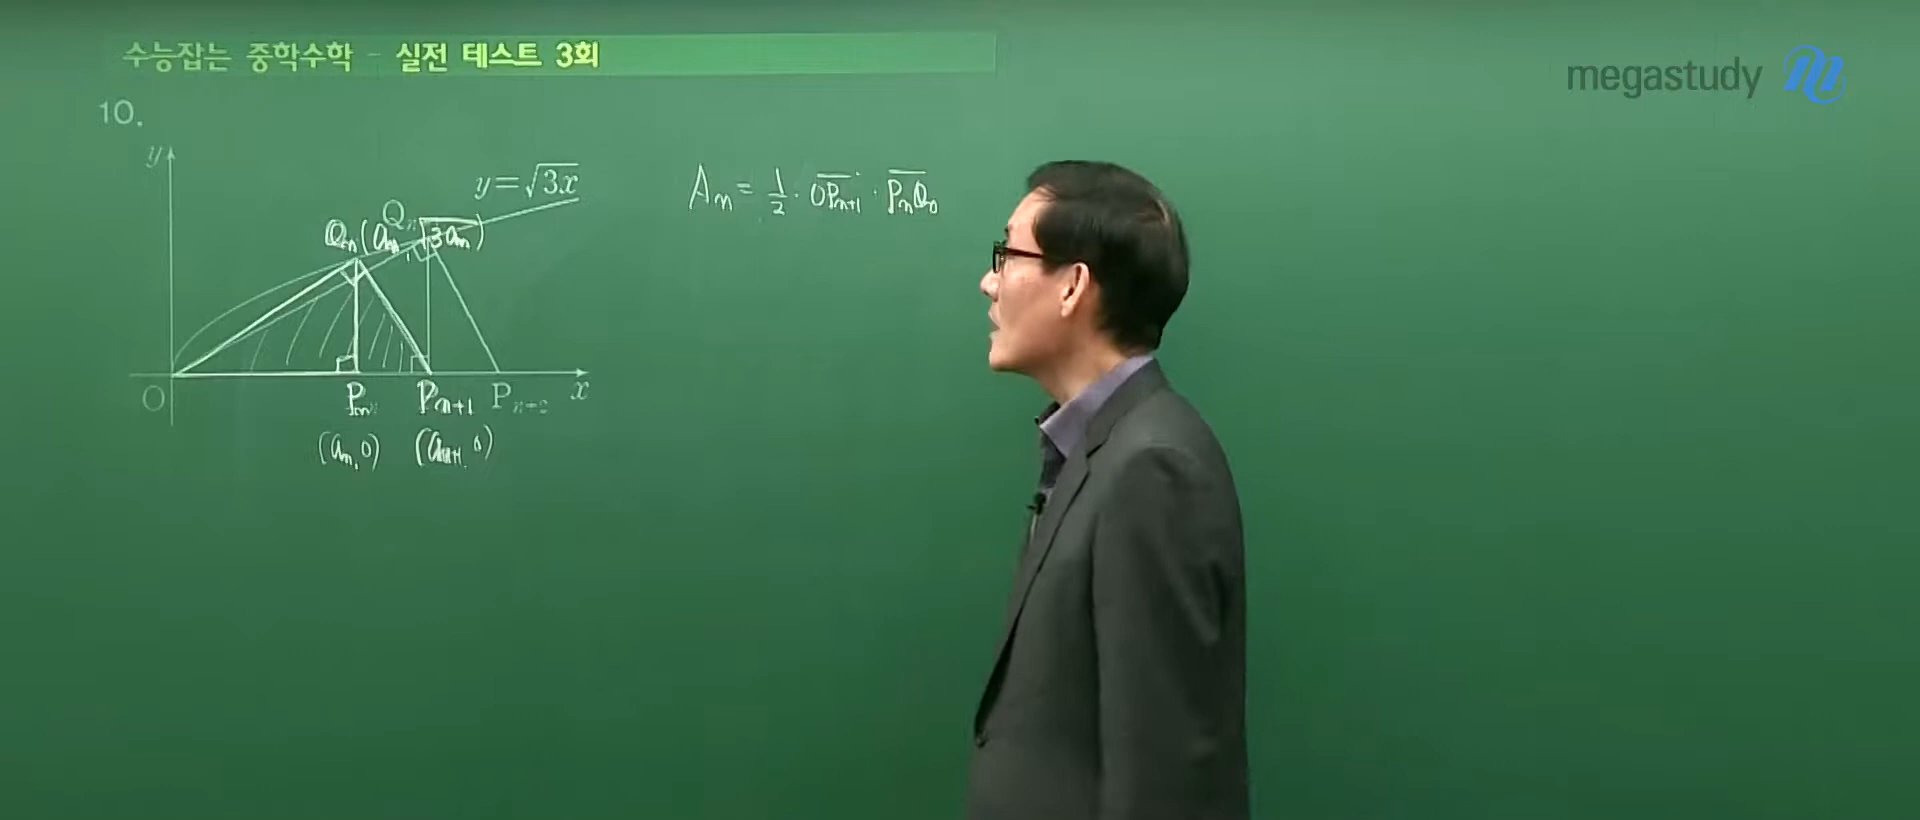 수능잡는 중학수학 - 실전 테스트 3회
megastudy
10.
y
y=√3x
Qn
Qn(an, √3an)
O
Pn
Pn+1
Pn+2
x
(an, 0)
(an+1, 0)
An = 1/2 · OPn+1 · PnQn